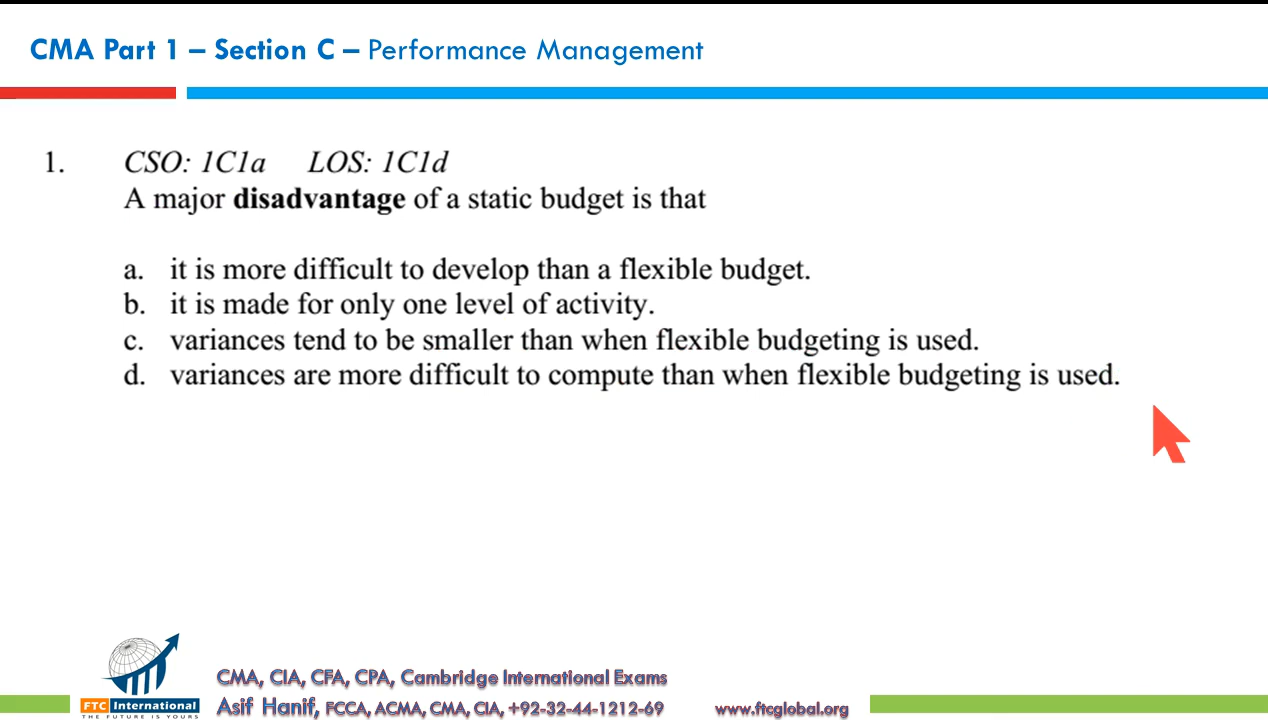 CMA Part 1 – Section C – Performance Management
1. CSO: 1C1a LOS: 1C1d
A major disadvantage of a static budget is that
a. it is more difficult to develop than a flexible budget.
b. it is made for only one level of activity.
c. variances tend to be smaller than when flexible budgeting is used.
d. variances are more difficult to compute than when flexible budgeting is used.
CMA, CIA, CFA, CPA, Cambridge International Exams
FTC International
THE FUTURE IS YOURS
Asif Hanif, FCCA, ACMA, CMA, CIA, +92-32-44-1212-69 www.ftcglobal.org